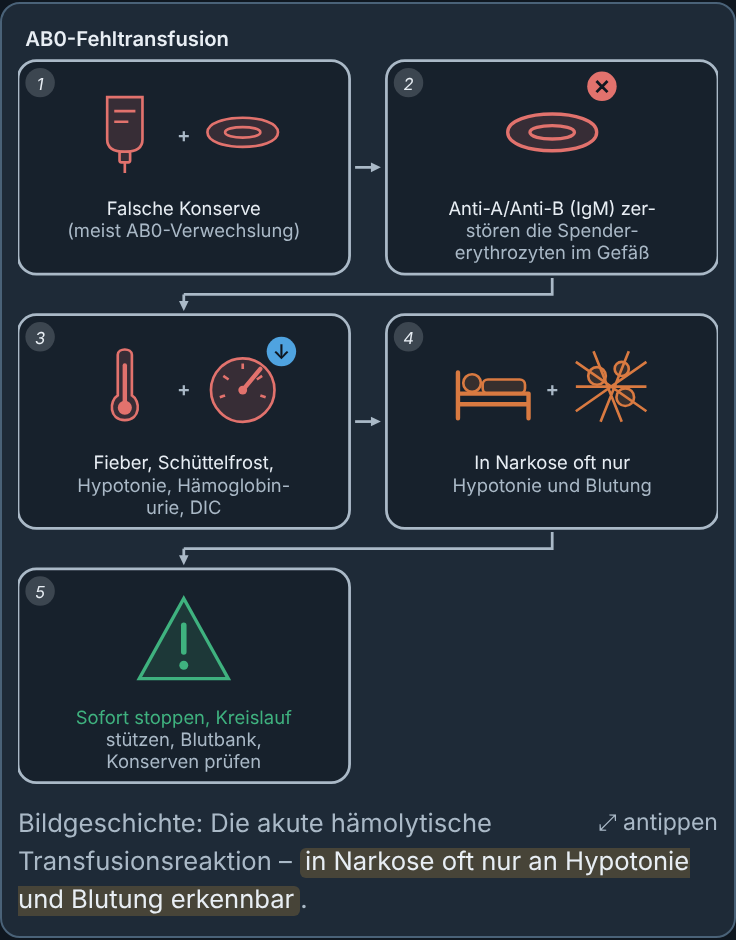 AB0-Fehltransfusion
1
+
Falsche Konserve
(meist AB0-Verwechslung)
2
Anti-A/Anti-B (IgM) zer-
stören die Spender-
erythrozyten im Gefäß
3
+
Fieber, Schüttelfrost,
Hypotonie, Hämoglobin-
urie, DIC
4
+
In Narkose oft nur
Hypotonie und Blutung
5
Sofort stoppen, Kreislauf
stützen, Blutbank,
Konserven prüfen
Bildgeschichte: Die akute hämolytische
⤢ antippen
Transfusionsreaktion – in Narkose oft nur an Hypotonie
und Blutung erkennbar.